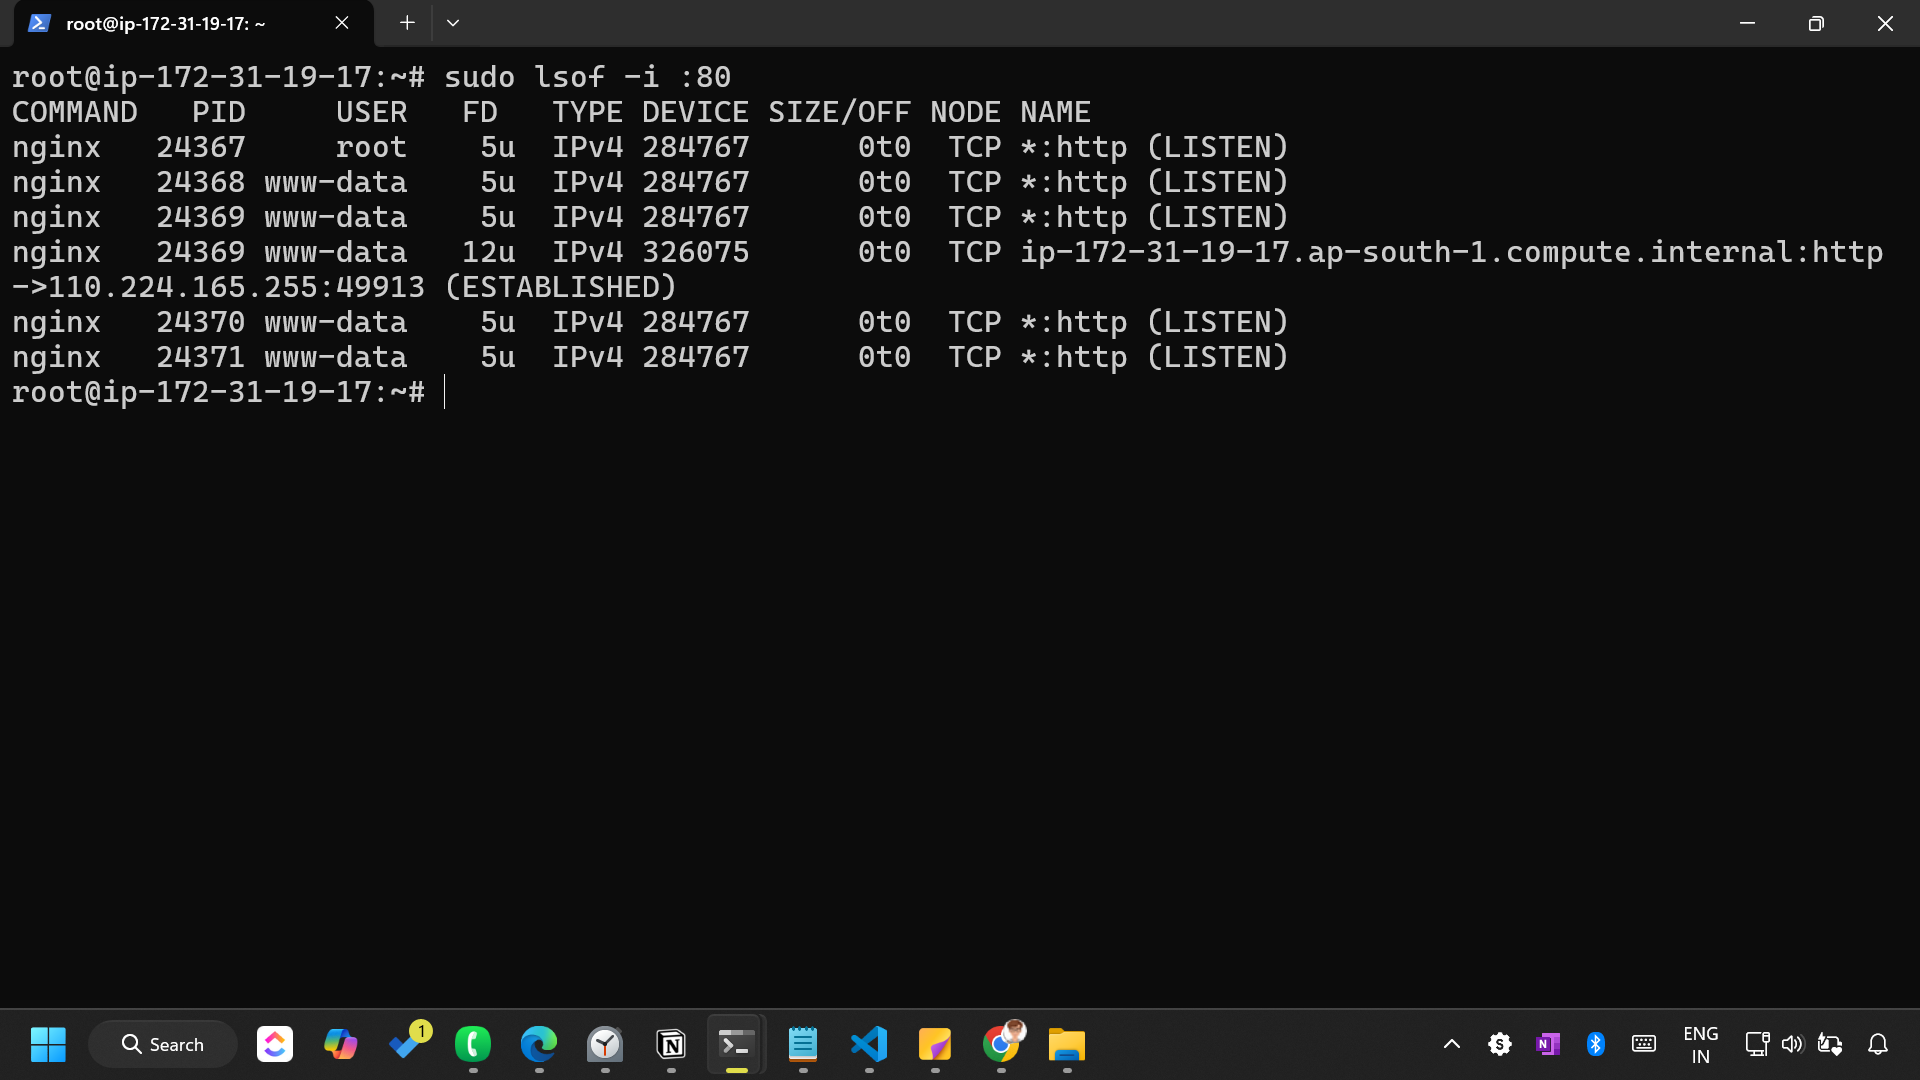 root@ip-172-31-19-17: ~
root@ip-172-31-19-17:~# sudo lsof -i :80
COMMAND   PID     USER   FD   TYPE DEVICE SIZE/OFF NODE NAME
nginx   24367     root    5u  IPv4 284767      0t0  TCP *:http (LISTEN)
nginx   24368 www-data    5u  IPv4 284767      0t0  TCP *:http (LISTEN)
nginx   24369 www-data    5u  IPv4 284767      0t0  TCP *:http (LISTEN)
nginx   24369 www-data   12u  IPv4 326075      0t0  TCP ip-172-31-19-17.ap-south-1.compute.internal:http
->110.224.165.255:49913 (ESTABLISHED)
nginx   24370 www-data    5u  IPv4 284767      0t0  TCP *:http (LISTEN)
nginx   24371 www-data    5u  IPv4 284767      0t0  TCP *:http (LISTEN)
root@ip-172-31-19-17:~#
Search
1
ENG
IN